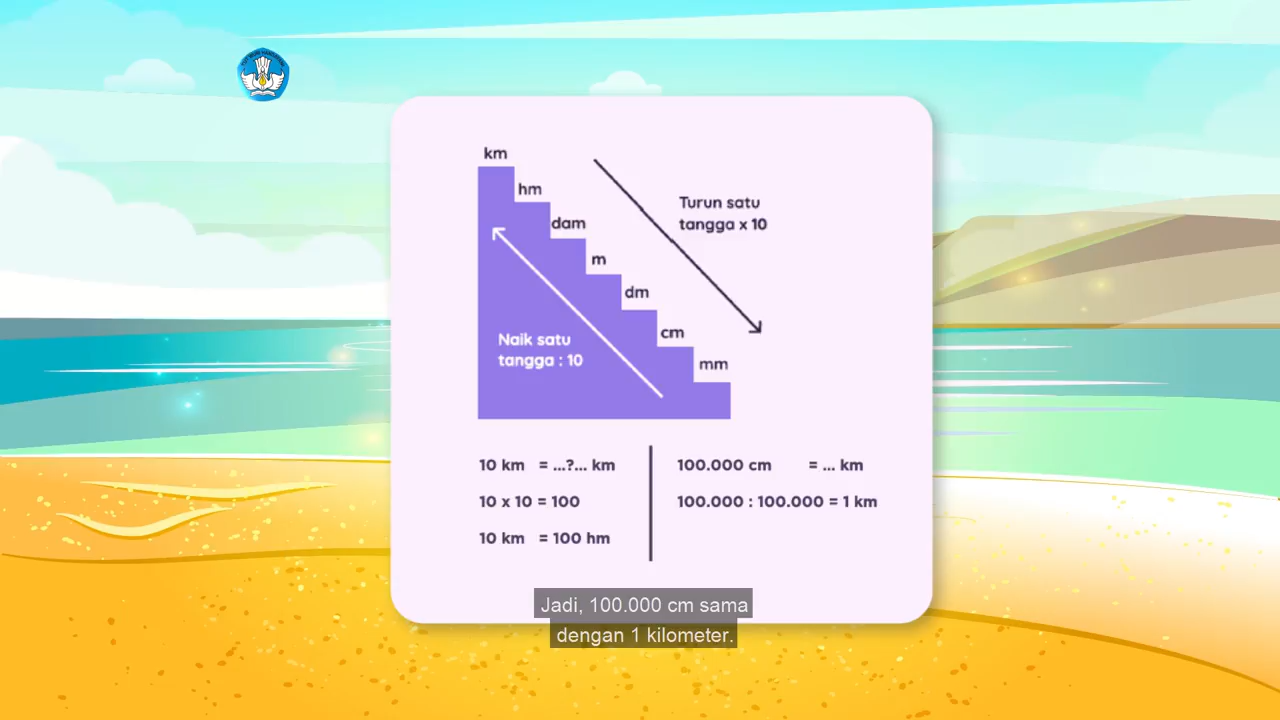 km
hm
dam
m
dm
cm
mm
Turun satu
tangga x 10
Naik satu
tangga : 10
10 km = ...?... km
10 x 10 = 100
10 km = 100 hm
100.000 cm = ... km
100.000 : 100.000 = 1 km
Jadi, 100.000 cm sama
dengan 1 kilometer.